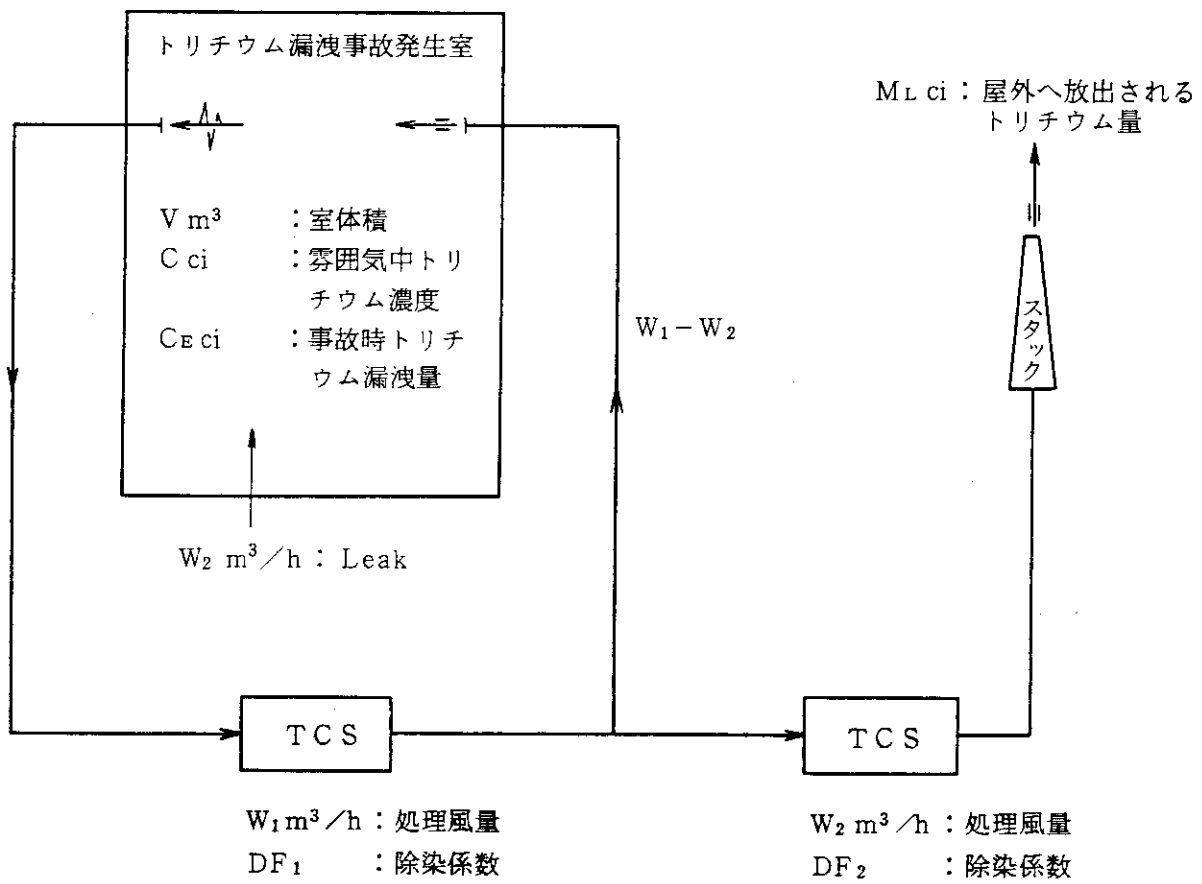 トリチウム漏洩事故発生室
ML ci：屋外へ放出される
トリチウム量
V m³ ：室体積
C ci ：雰囲気中トリ
チウム濃度
CE ci ：事故時トリチ
ウム漏洩量
W₁－W₂
スタック
W₂ m³／h：Leak
TCS
TCS
W₁ m³／h：処理風量
DF₁ ：除染係数
W₂ m³／h：処理風量
DF₂ ：除染係数